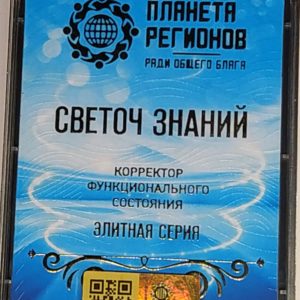 ПЛАНЕТА
РЕГИОНОВ
РАДИ ОБЩЕГО БЛАГА
СВЕТОЧ ЗНАНИЙ
КОРРЕКТОР
ФУНКЦИОНАЛЬНОГО
СОСТОЯНИЯ
ЭЛИТНАЯ СЕРИЯ